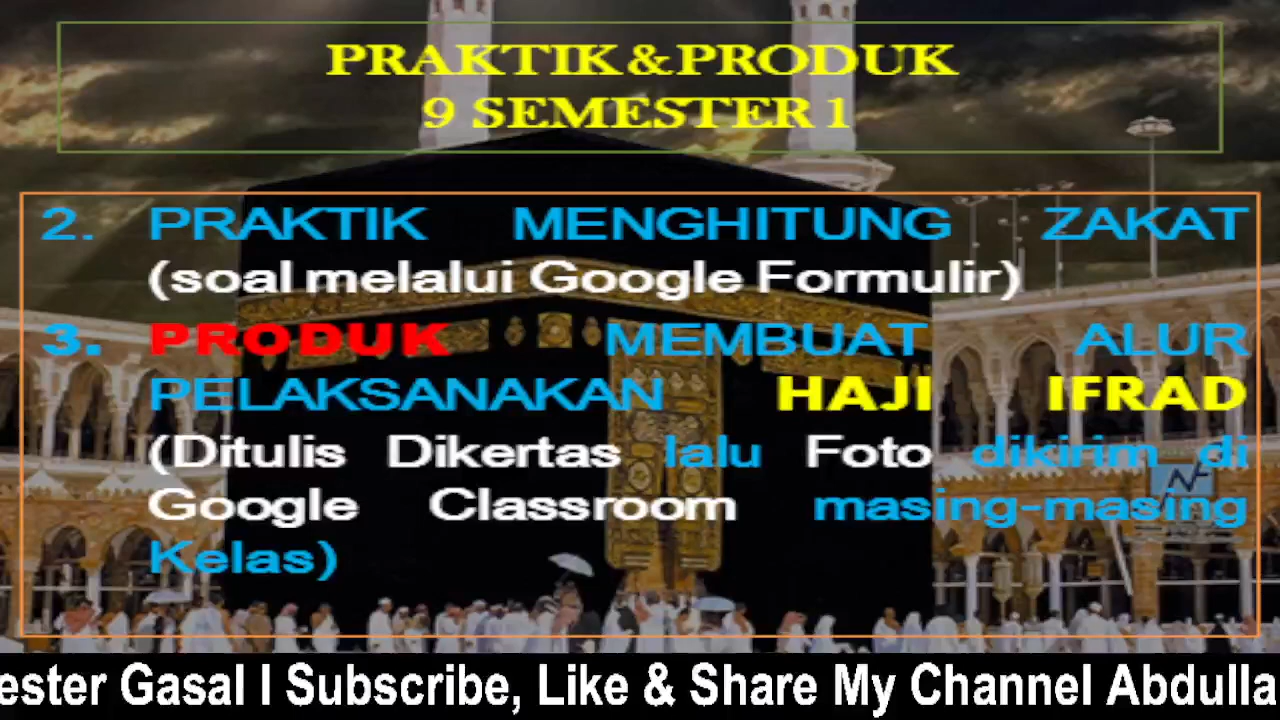 PRAKTIK&PRODUK
9 SEMESTER 1
2. PRAKTIK MENGHITUNG ZAKAT
(soal melalui Google Formulir)
3. PRODUK MEMBUAT ALUR
PELAKSANAKAN HAJI IFRAD
(Ditulis Dikertas lalu Foto dikirim di
Google Classroom masing-masing
Kelas)
ester Gasal I Subscribe, Like & Share My Channel Abdulla